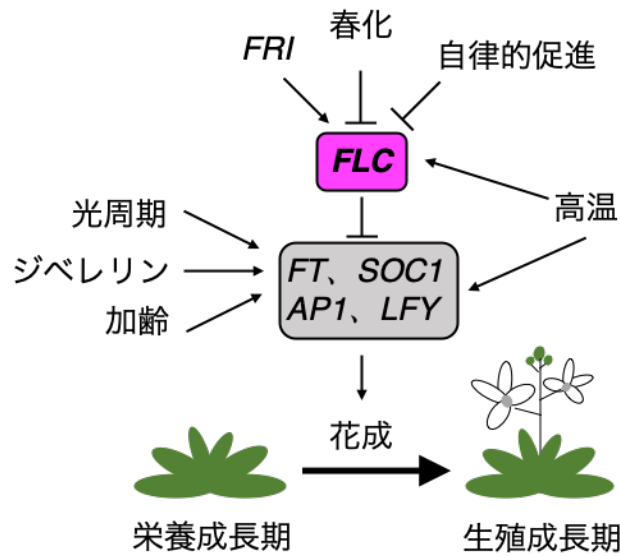 春化
FRI
自律的促進
FLC
高温
光周期
ジベレリン
加齢
FT、SOC1
AP1、LFY
花成
栄養成長期
生殖成長期